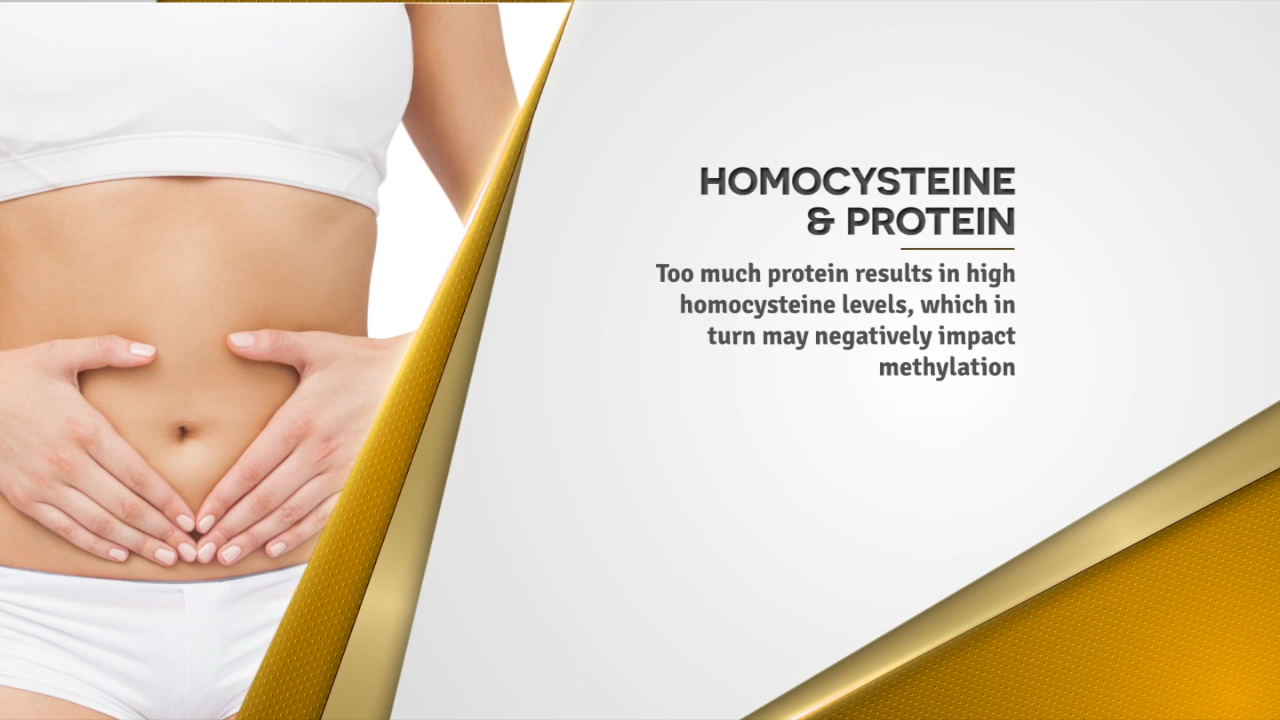 HOMOCYSTEINE
& PROTEIN
Too much protein results in high
homocysteine levels, which in
turn may negatively impact
methylation